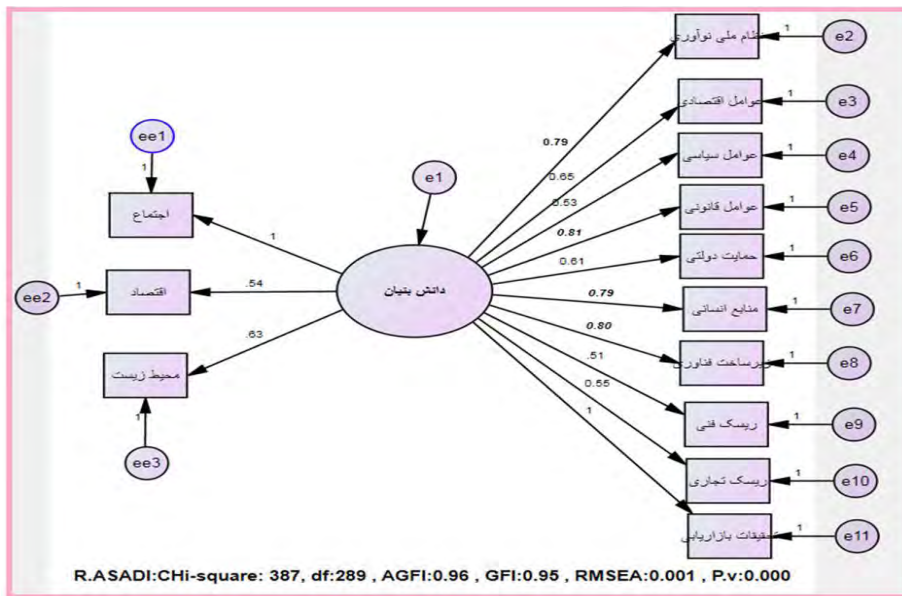 نظام ملی نوآوری
1
e2
عوامل اقتصادی
1
e3
عوامل سیاسی
1
e4
عوامل قانونی
1
e5
حمایت دولتی
1
e6
منابع انسانی
1
e7
زیرساخت فناوری
1
e8
ریسک فنی
1
e9
ریسک تجاری
1
e10
تحقیقات بازاریابی
1
e11
0.79
0.65
0.53
0.81
0.61
0.79
0.80
.51
0.55
1
e1
دانش بنیان
ee1
1
اجتماع
1
ee2
1
اقتصاد
.54
محیط زیست
.63
1
ee3
R.ASADI:CHi-square: 387, df:289 , AGFI:0.96 , GFI:0.95 , RMSEA:0.001 , P.v:0.000